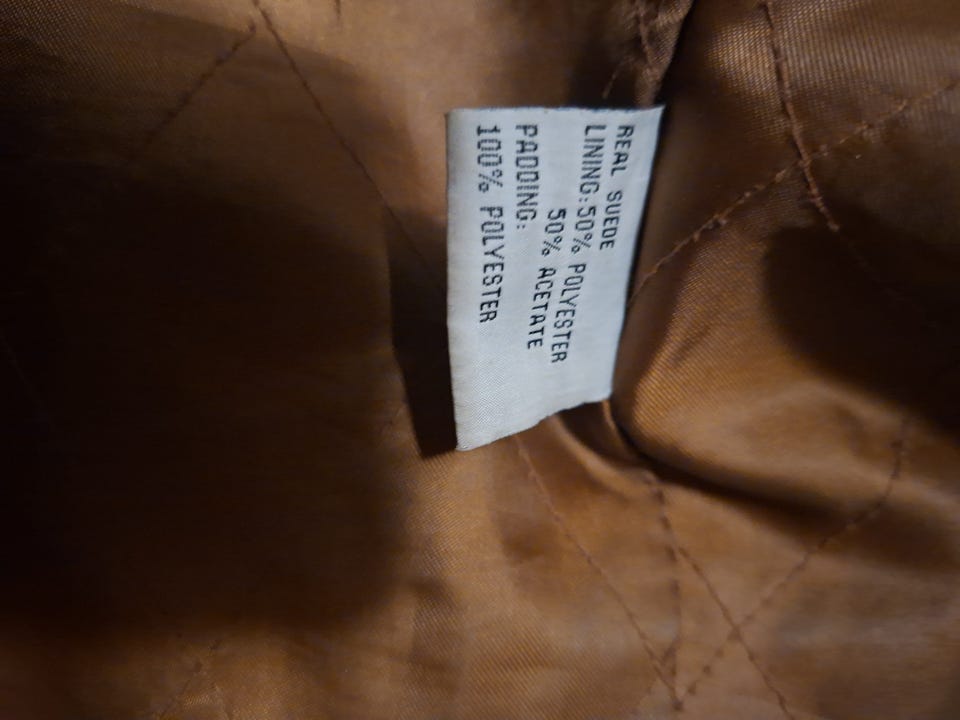 REAL SUEDE
LINING:50% POLYESTER
50% ACETATE
PADDING:
100% POLYESTER